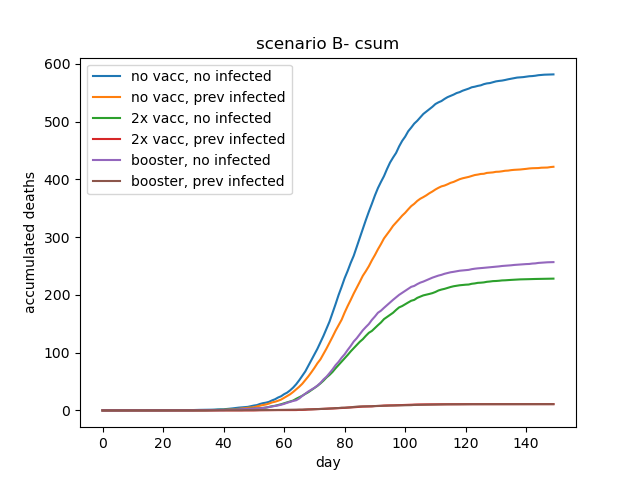 scenario B- csum
600
500
400
300
200
100
0
accumulated deaths
no vacc, no infected
no vacc, prev infected
2x vacc, no infected
2x vacc, prev infected
booster, no infected
booster, prev infected
0 20 40 60 80 100 120 140
day